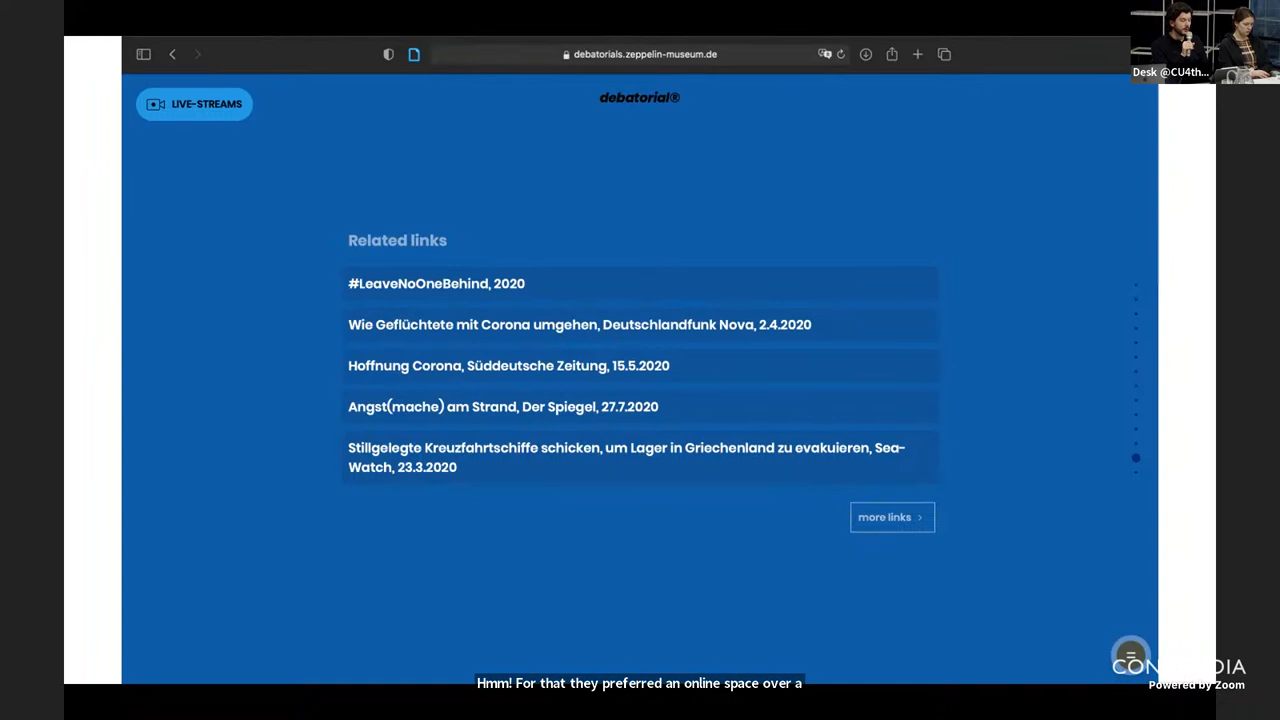 debatorials.zeppelin-museum.de
Desk @CU4th...
LIVE-STREAMS
debatorial®
Related links
#LeaveNoOneBehind, 2020
Wie Geflüchtete mit Corona umgehen, Deutschlandfunk Nova, 2.4.2020
Hoffnung Corona, Süddeutsche Zeitung, 15.5.2020
Angst(mache) am Strand, Der Spiegel, 27.7.2020
Stillgelegte Kreuzfahrtschiffe schicken, um Lager in Griechenland zu evakuieren, Sea-
Watch, 23.3.2020
more links
Hmm! For that they preferred an online space over a
Powered by Zoom